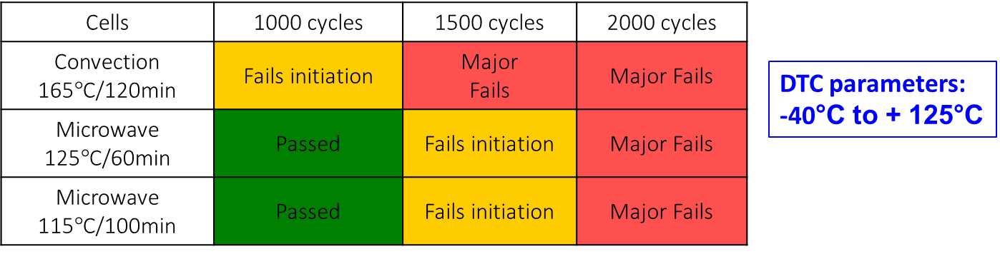 Cells
1000 cycles
1500 cycles
2000 cycles
Convection
165°C/120min
Fails initiation
Major
Fails
Major Fails
Microwave
125°C/60min
Passed
Fails initiation
Major Fails
Microwave
115°C/100min
Passed
Fails initiation
Major Fails
DTC parameters:
-40°C to + 125°C